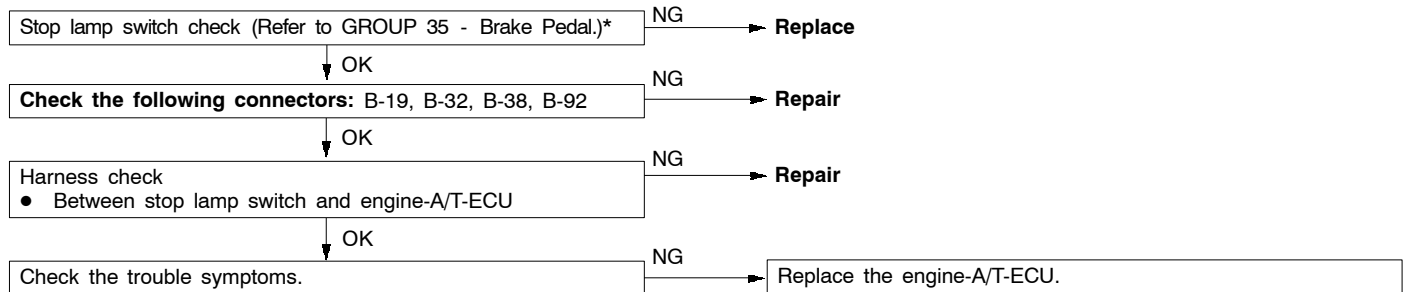 Stop lamp switch check (Refer to GROUP 35 - Brake Pedal.)*
NG
Replace
OK
Check the following connectors: B-19, B-32, B-38, B-92
NG
Repair
OK
Harness check
● Between stop lamp switch and engine-A/T-ECU
NG
Repair
OK
Check the trouble symptoms.
NG
Replace the engine-A/T-ECU.